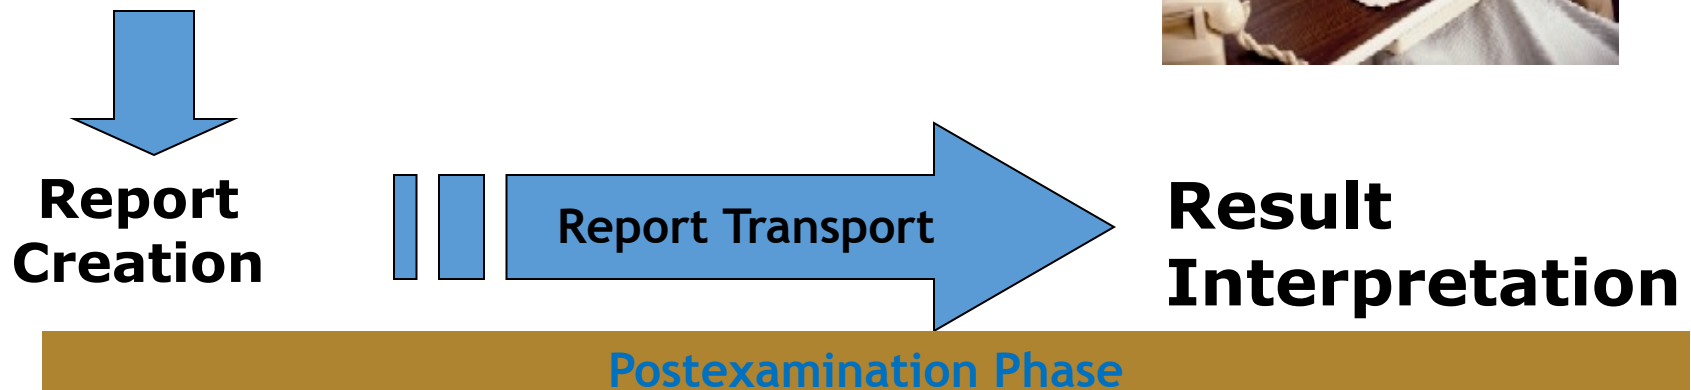 Report
Creation
Report Transport
Result
Interpretation
Postexamination Phase